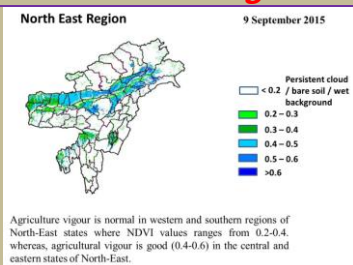 North East Region
9 September 2015
Persistent cloud
< 0.2 / bare soil / wet
background
0.2 – 0.3
0.3 – 0.4
0.4 – 0.5
0.5 – 0.6
>0.6
Agriculture vigour is normal in western and southern regions of
North-East states where NDVI values ranges from 0.2-0.4.
whereas, agricultural vigour is good (0.4-0.6) in the central and
eastern states of North-East.